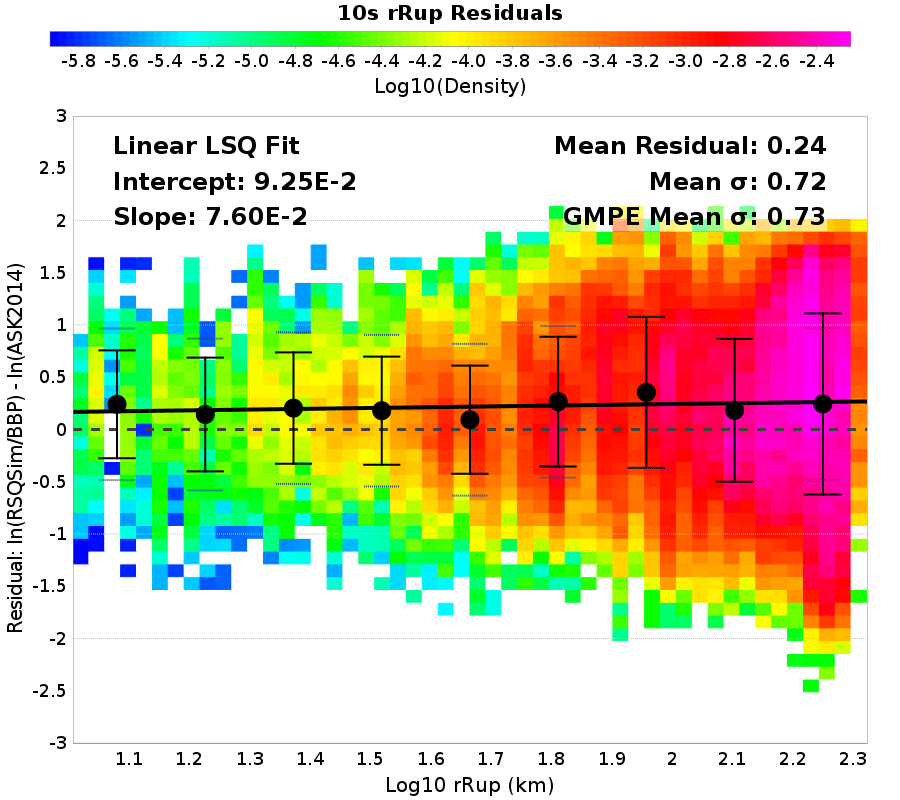 10s rRup Residuals
-5.8 -5.6 -5.4 -5.2 -5.0 -4.8 -4.6 -4.4 -4.2 -4.0 -3.8 -3.6 -3.4 -3.2 -3.0 -2.8 -2.6 -2.4
Log10(Density)
Linear LSQ Fit
Intercept: 9.25E-2
Slope: 7.60E-2
Mean Residual: 0.24
Mean σ: 0.72
GMPE Mean σ: 0.73
Residual: ln(RSQSim/BBP) - ln(ASK2014)
3
2.5
2
1.5
1
0.5
0
-0.5
-1
-1.5
-2
-2.5
-3
1.1 1.2 1.3 1.4 1.5 1.6 1.7 1.8 1.9 2 2.1 2.2 2.3
Log10 rRup (km)